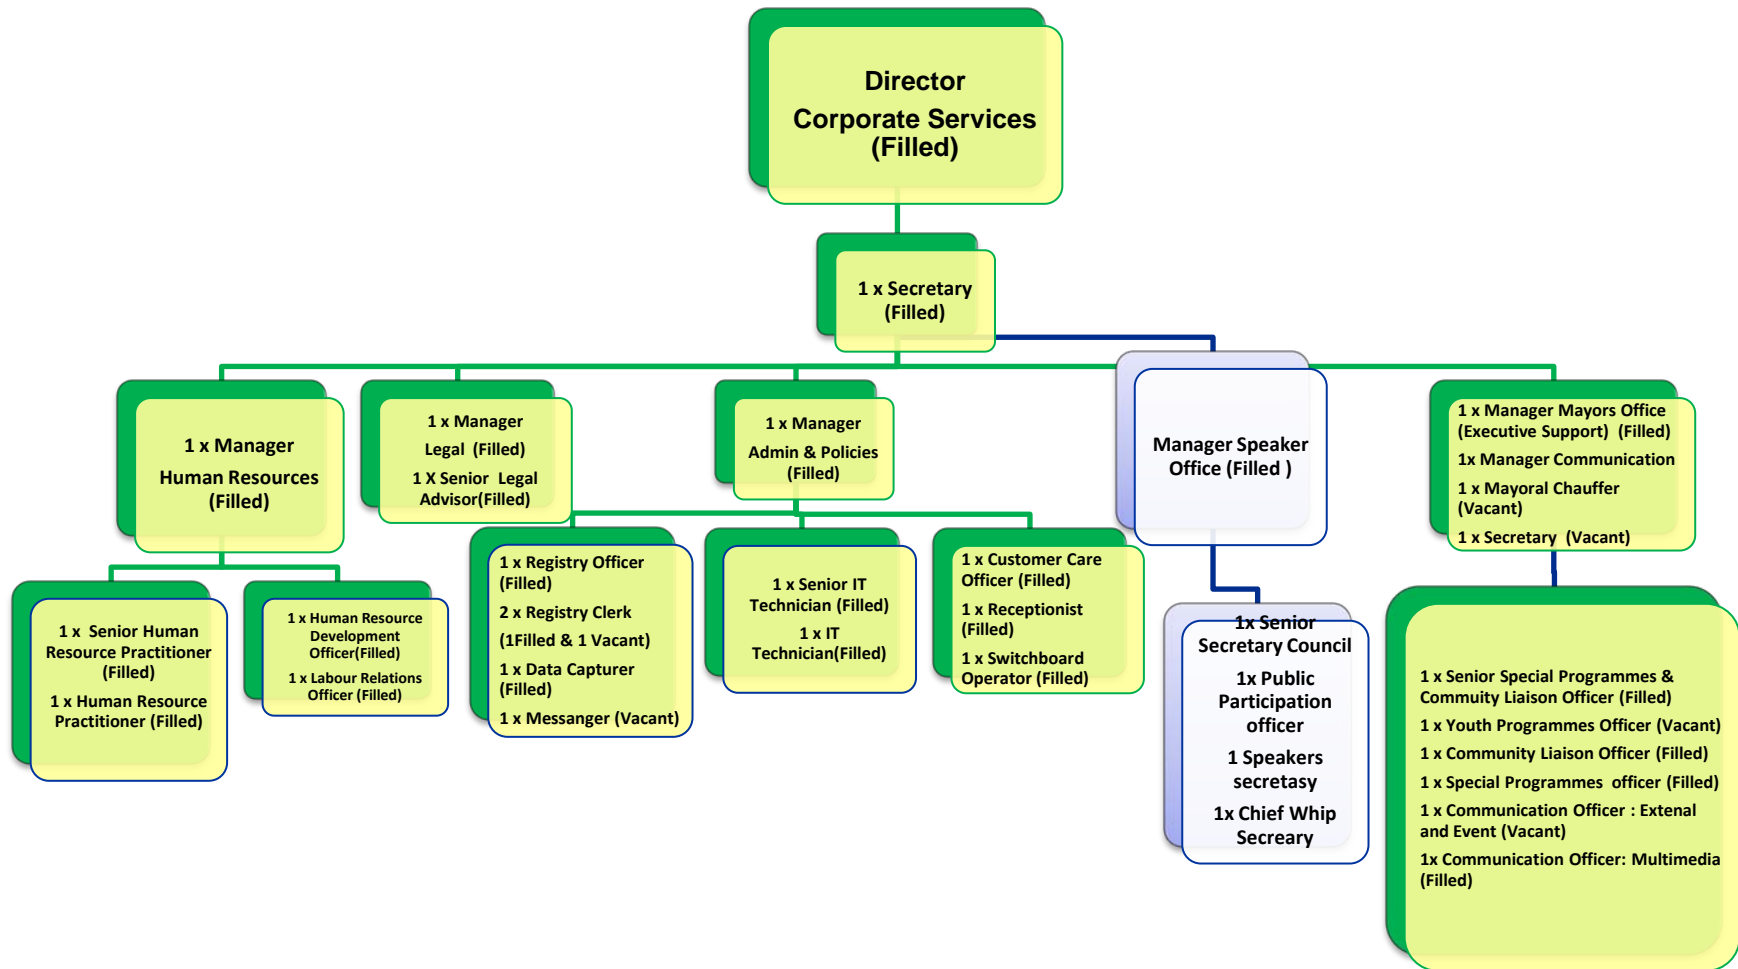 Director
Corporate Services
(Filled)
1 x Secretary
(Filled)
1 x Manager
Human Resources
(Filled)
1 x Manager
Legal (Filled)
1 X Senior Legal
Advisor(Filled)
1 x Manager
Admin & Policies
(Filled)
Manager Speaker
Office (Filled )
1 x Manager Mayors Office
(Executive Support) (Filled)
1x Manager Communication
1 x Mayoral Chauffer
(Vacant)
1 x Secretary (Vacant)
1 x Senior Human
Resource Practitioner
(Filled)
1 x Human Resource
Practitioner (Filled)
1 x Human Resource
Development
Officer(Filled)
1 x Labour Relations
Officer (Filled)
1 x Registry Officer
(Filled)
2 x Registry Clerk
(1Filled & 1 Vacant)
1 x Data Capturer
(Filled)
1 x Messanger (Vacant)
1 x Senior IT
Technician (Filled)
1 x IT
Technician(Filled)
1 x Customer Care
Officer (Filled)
1 x Receptionist
(Filled)
1 x Switchboard
Operator (Filled)
1x Senior
Secretary Council
1x Public
Participation
officer
1 Speakers
secretasy
1x Chief Whip
Secreary
1 x Senior Special Programmes &
Commuity Liaison Officer (Filled)
1 x Youth Programmes Officer (Vacant)
1 x Community Liaison Officer (Filled)
1 x Special Programmes officer (Filled)
1 x Communication Officer : Extenal
and Event (Vacant)
1x Communication Officer: Multimedia
(Filled)